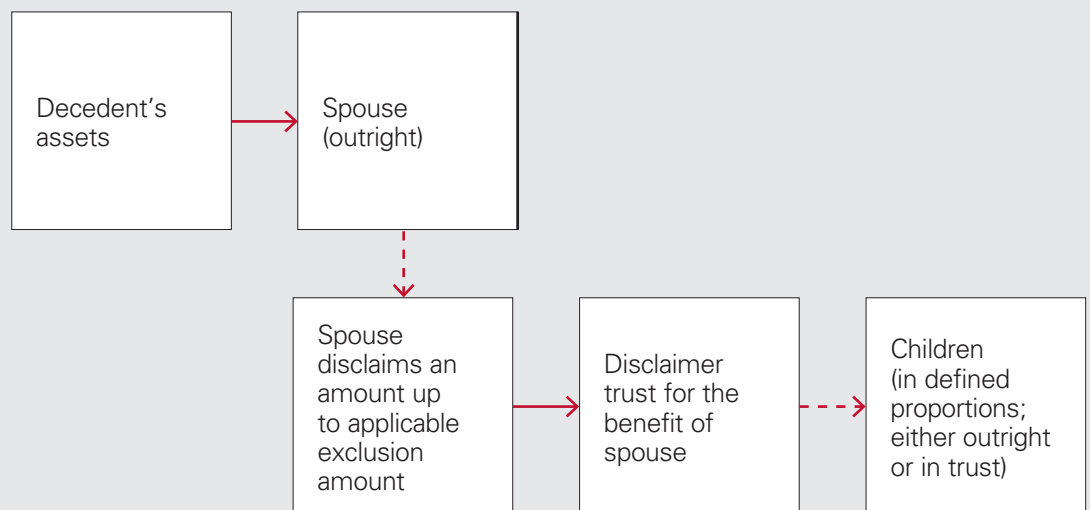 Decedent's
assets
Spouse
(outright)
Spouse
disclaims an
amount up
to applicable
exclusion
amount
Disclaimer
trust for the
benefit of
spouse
Children
(in defined
proportions;
either outright
or in trust)